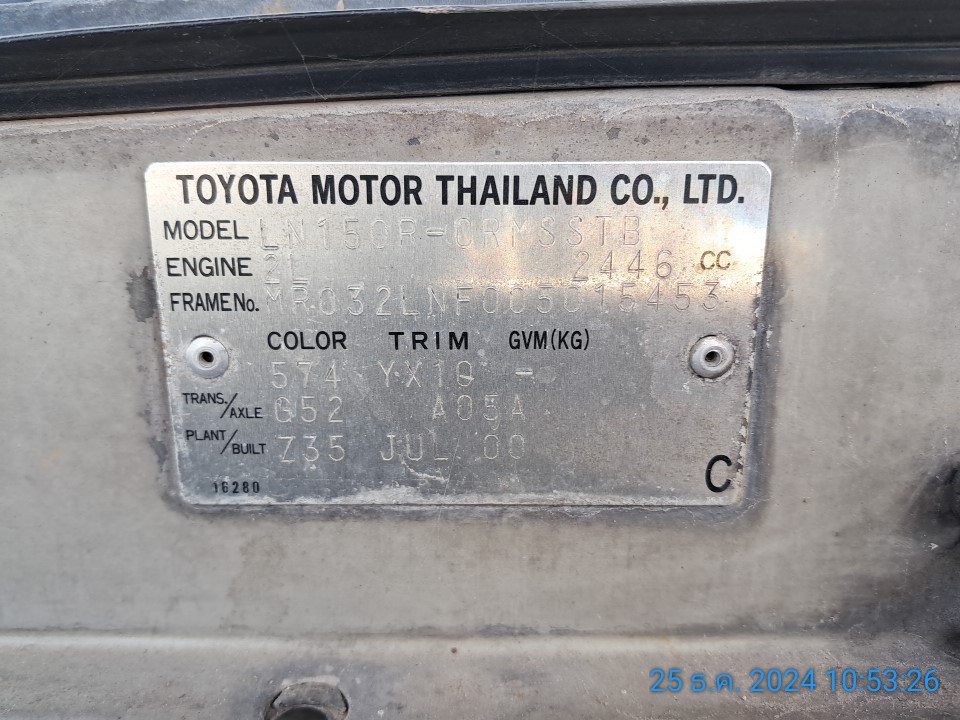 TOYOTA MOTOR THAILAND CO., LTD.
MODEL LN150R-CRMSSTB
ENGINE 2L 2446 CC
FRAME No. MR032LNF005015453
COLOR TRIM GVM(KG)
574 YX10 -
TRANS./AXLE G52 A05A
PLANT/BUILT Z35 JUL 00
16280
C
25 ธ.ค. 2024 10:53:26